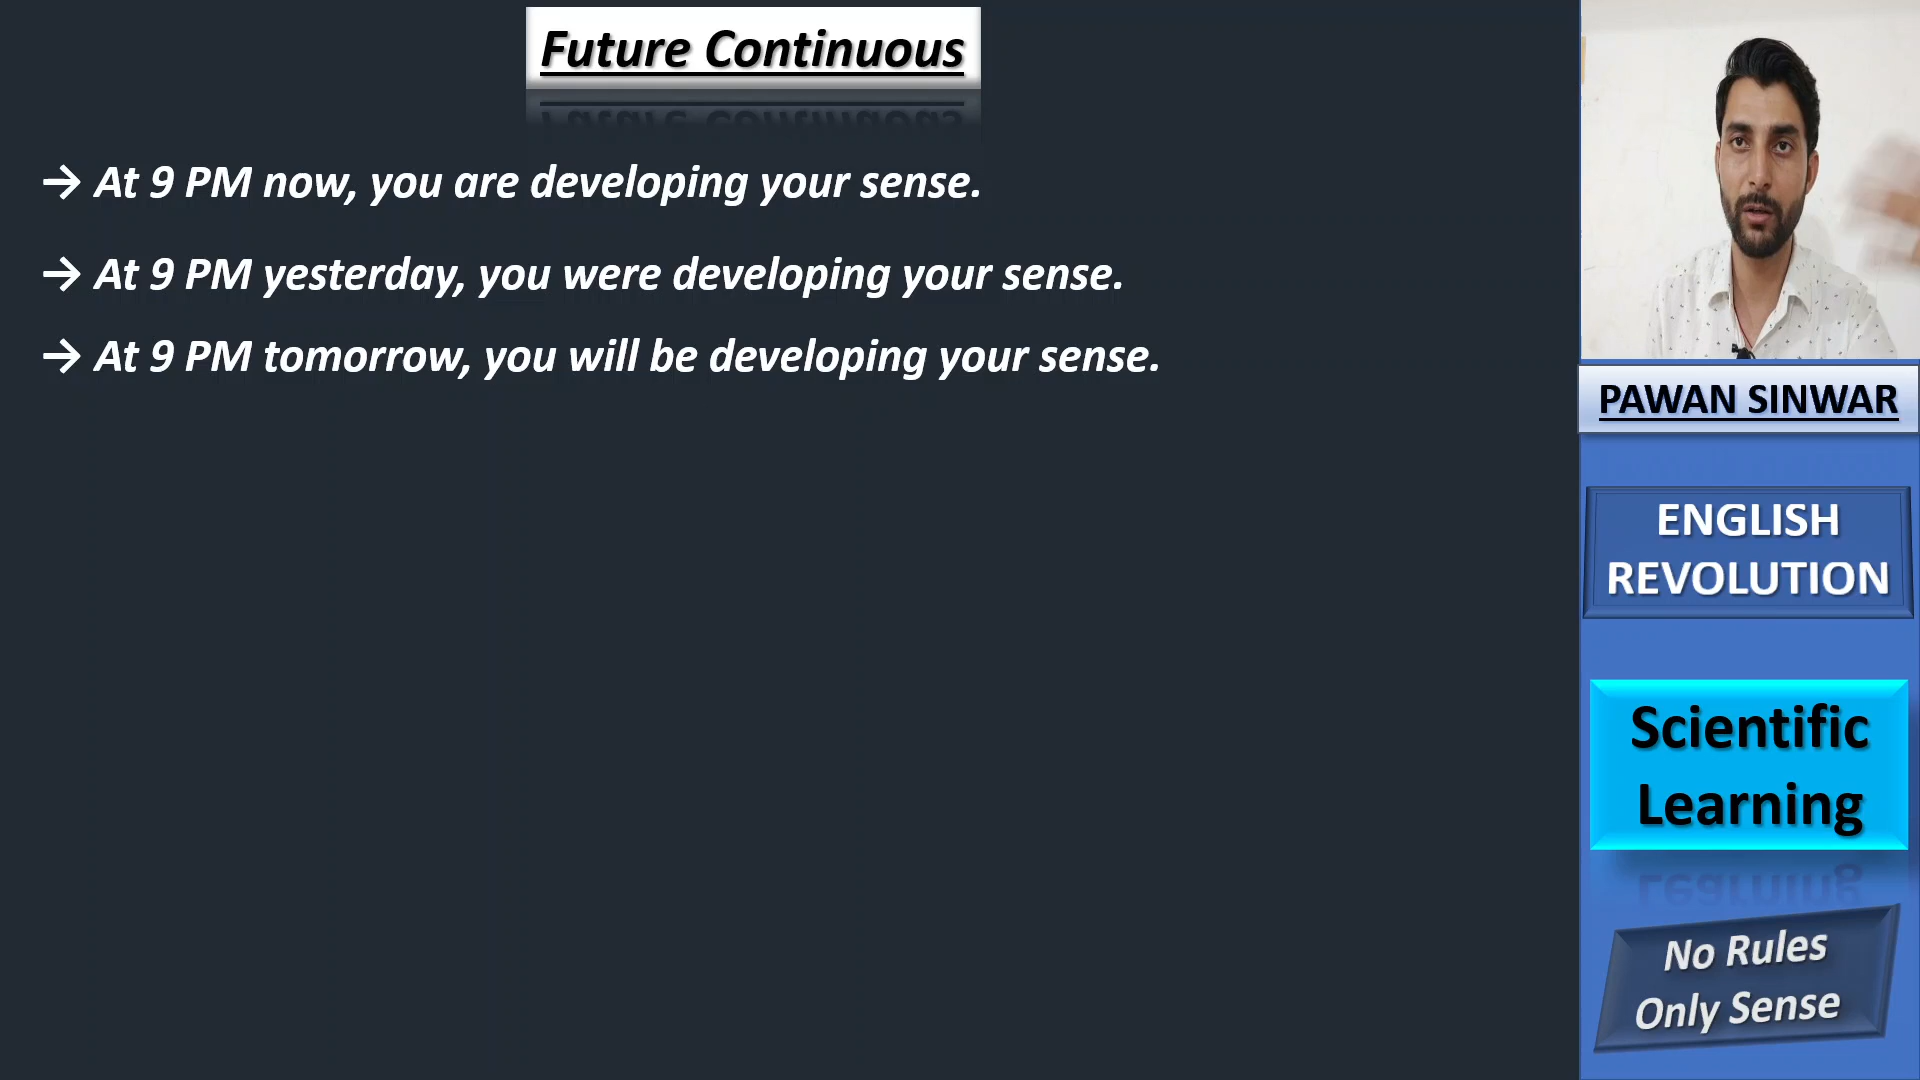 Future Continuous
→ At 9 PM now, you are developing your sense.
→ At 9 PM yesterday, you were developing your sense.
→ At 9 PM tomorrow, you will be developing your sense.
PAWAN SINWAR
ENGLISH
REVOLUTION
Scientific
Learning
No Rules
Only Sense